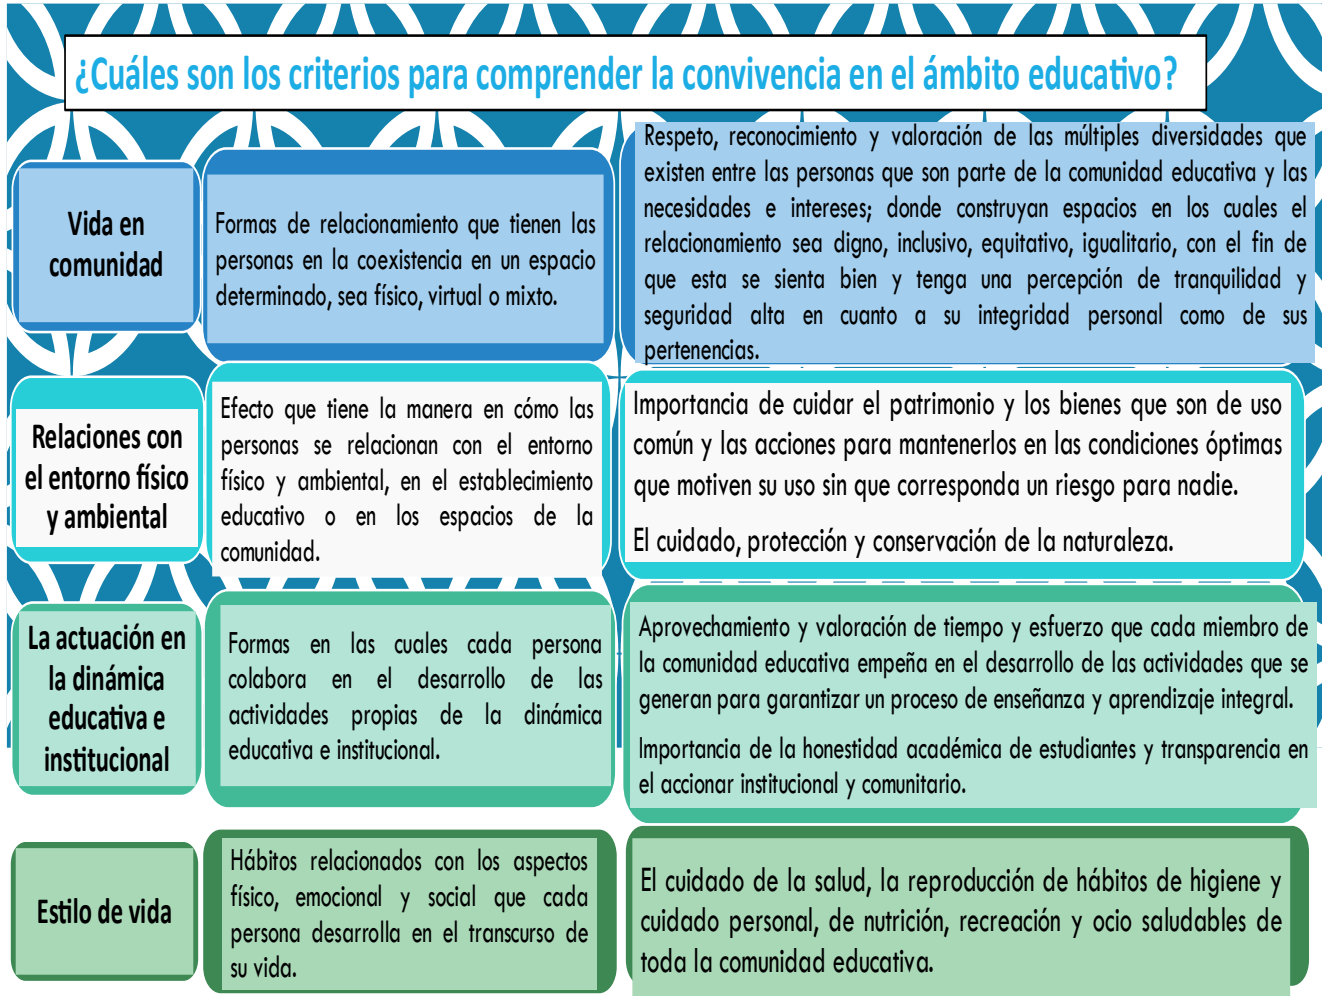 ¿Cuáles son los criterios para comprender la convivencia en el ámbito educativo?
Vida en
comunidad
Formas de relacionamiento que tienen las
personas en la coexistencia en un espacio
determinado, sea físico, virtual o mixto.
Respeto, reconocimiento y valoración de las múltiples diversidades que
existen entre las personas que son parte de la comunidad educativa y las
necesidades e intereses; donde construyan espacios en los cuales el
relacionamiento sea digno, inclusivo, equitativo, igualitario, con el fin de
que esta se sienta bien y tenga una percepción de tranquilidad y
seguridad alta en cuanto a su integridad personal como de sus
pertenencias.
Relaciones con
el entorno físico
y ambiental
Efecto que tiene la manera en cómo las
personas se relacionan con el entorno
físico y ambiental, en el establecimiento
educativo o en los espacios de la
comunidad.
Importancia de cuidar el patrimonio y los bienes que son de uso
común y las acciones para mantenerlos en las condiciones óptimas
que motiven su uso sin que corresponda un riesgo para nadie.
El cuidado, protección y conservación de la naturaleza.
La actuación en
la dinámica
educativa e
institucional
Formas en las cuales cada persona
colabora en el desarrollo de las
actividades propias de la dinámica
educativa e institucional.
Aprovechamiento y valoración de tiempo y esfuerzo que cada miembro de
la comunidad educativa empeña en el desarrollo de las actividades que se
generan para garantizar un proceso de enseñanza y aprendizaje integral.
Importancia de la honestidad académica de estudiantes y transparencia en
el accionar institucional y comunitario.
Estilo de vida
Hábitos relacionados con los aspectos
físico, emocional y social que cada
persona desarrolla en el transcurso de
su vida.
El cuidado de la salud, la reproducción de hábitos de higiene y
cuidado personal, de nutrición, recreación y ocio saludables de
toda la comunidad educativa.